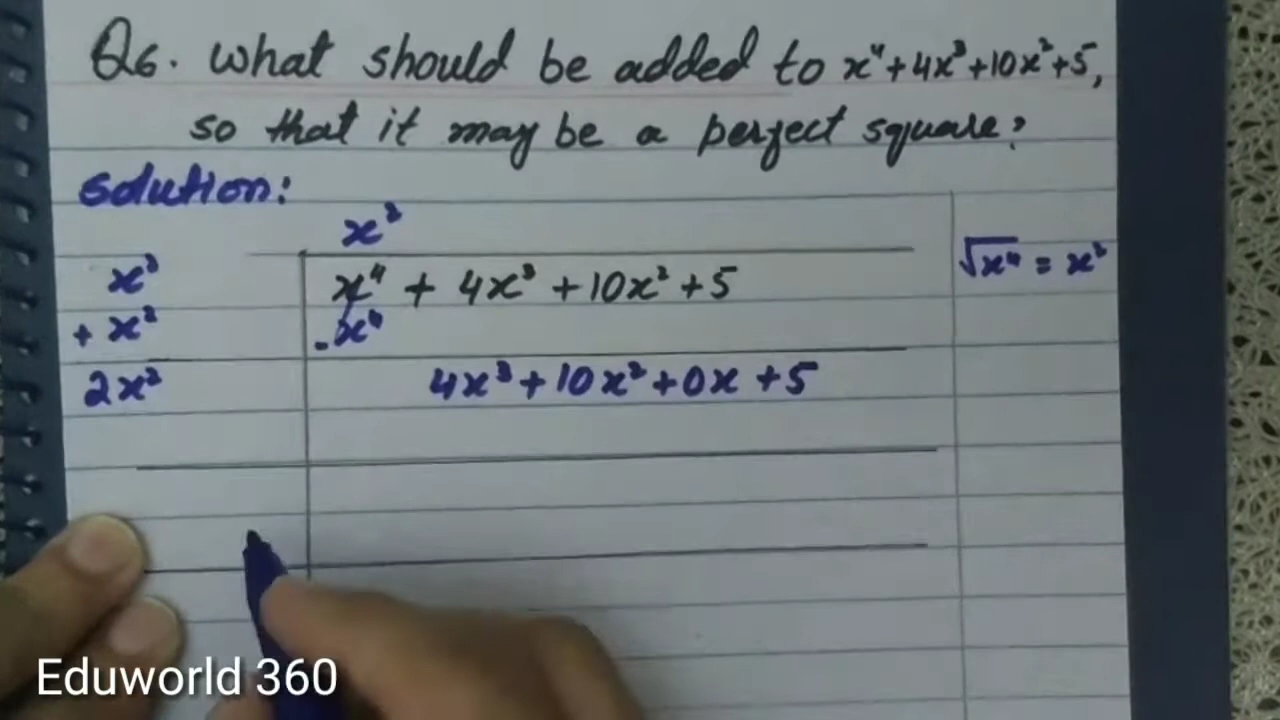 Q6. What should be added to x⁴+4x³+10x²+5,
so that it may be a perfect square?
Solution:
x²
x² x⁴ + 4x³ +10x² +5 √x⁴ = x²
+ x² -x⁴
2x² 4x³+10x²+0x+5
Eduworld 360